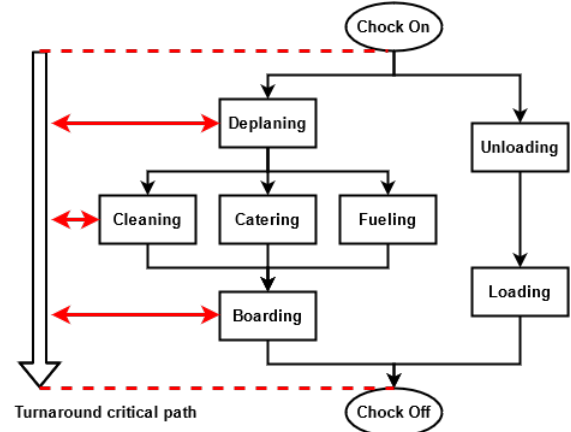 Chock On
Deplaning
Unloading
Cleaning
Catering
Fueling
Loading
Boarding
Chock Off
Turnaround critical path